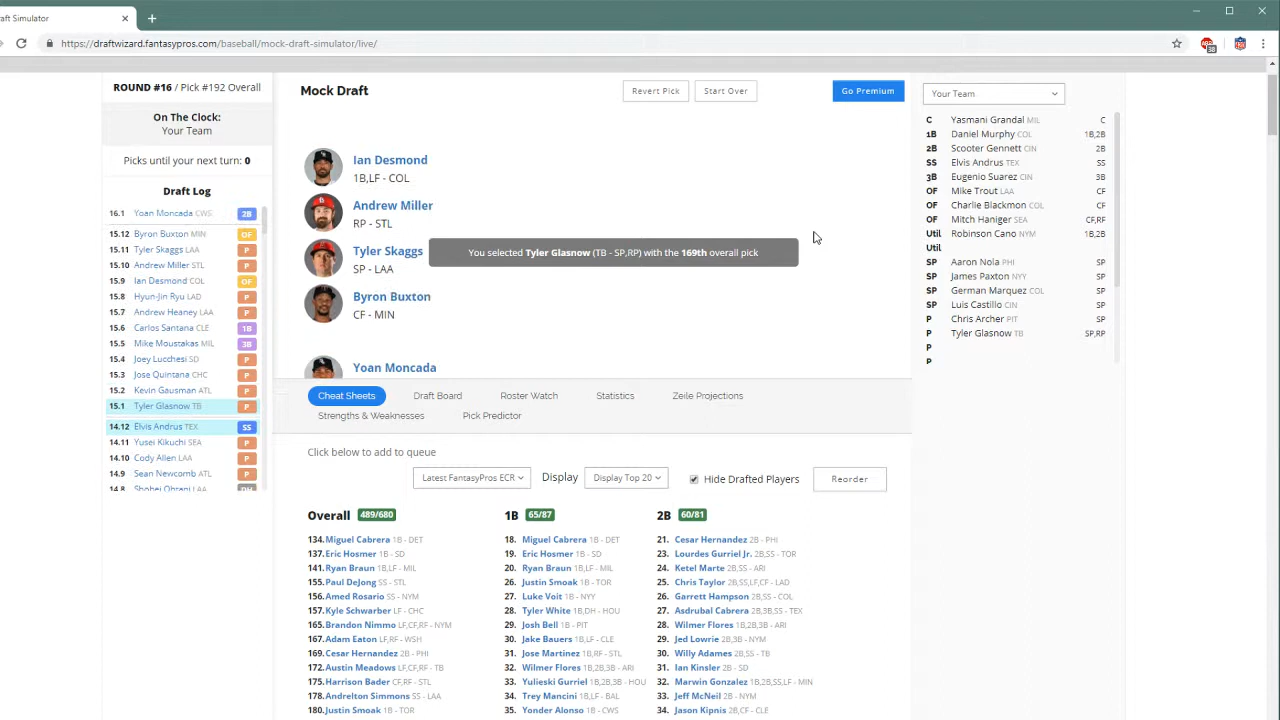 raft Simulator
https://draftwizard.fantasypros.com/baseball/mock-draft-simulator/live/
38
ROUND #16 / Pick #192 Overall
On The Clock:
Your Team
Picks until your next turn: 0
Draft Log
16.1 Yoan Moncada CWS 2B
15.12 Byron Buxton MIN OF
15.11 Tyler Skaggs LAA P
15.10 Andrew Miller STL P
15.9 Ian Desmond COL OF
15.8 Hyun-Jin Ryu LAD P
15.7 Andrew Heaney LAA P
15.6 Carlos Santana CLE 1B
15.5 Mike Moustakas MIL 3B
15.4 Joey Lucchesi SD P
15.3 Jose Quintana CHC P
15.2 Kevin Gausman ATL P
15.1 Tyler Glasnow TB P
14.12 Elvis Andrus TEX SS
14.11 Yusei Kikuchi SEA P
14.10 Cody Allen LAA P
14.9 Sean Newcomb ATL P
14.8 Shohei Ohtani LAA DH
Mock Draft
Revert Pick
Start Over
Go Premium
Ian Desmond
1B,LF - COL
Andrew Miller
RP - STL
Tyler Skaggs
SP - LAA
You selected Tyler Glasnow (TB - SP,RP) with the 169th overall pick
Byron Buxton
CF - MIN
Yoan Moncada
Cheat Sheets
Draft Board
Roster Watch
Statistics
Zeile Projections
Strengths & Weaknesses
Pick Predictor
Click below to add to queue
Latest FantasyPros ECR
Display
Display Top 20
Hide Drafted Players
Reorder
Overall 489/680
134. Miguel Cabrera 1B - DET
137. Eric Hosmer 1B - SD
141. Ryan Braun 1B,LF - MIL
155. Paul DeJong SS - STL
156. Amed Rosario SS - NYM
157. Kyle Schwarber LF - CHC
165. Brandon Nimmo LF,CF,RF - NYM
167. Adam Eaton LF,RF - WSH
169. Cesar Hernandez 2B - PHI
172. Austin Meadows LF,CF,RF - TB
175. Harrison Bader CF,RF - STL
178. Andrelton Simmons SS - LAA
180. Justin Smoak 1B - TOR
1B 65/87
18. Miguel Cabrera 1B - DET
19. Eric Hosmer 1B - SD
20. Ryan Braun 1B,LF - MIL
26. Justin Smoak 1B - TOR
27. Luke Voit 1B - NYY
28. Tyler White 1B,DH - HOU
29. Josh Bell 1B - PIT
30. Jake Bauers 1B,LF - CLE
31. Jose Martinez 1B,RF - STL
32. Wilmer Flores 1B,2B,3B - ARI
33. Yulieski Gurriel 1B,2B,3B - HOU
34. Trey Mancini 1B,LF - BAL
35. Yonder Alonso 1B - CWS
2B 60/81
21. Cesar Hernandez 2B - PHI
23. Lourdes Gurriel Jr. 2B,SS - TOR
24. Ketel Marte 2B,SS - ARI
25. Chris Taylor 2B,SS,LF,CF - LAD
26. Garrett Hampson 2B,SS - COL
27. Asdrubal Cabrera 2B,3B,SS - TEX
28. Wilmer Flores 1B,2B,3B - ARI
29. Jed Lowrie 2B,3B - NYM
30. Willy Adames 2B,SS - TB
31. Ian Kinsler 2B - SD
32. Marwin Gonzalez 1B,2B,SS,LF - MIN
33. Jeff McNeil 2B - NYM
34. Jason Kipnis 2B,CF - CLE
Your Team
C Yasmani Grandal MIL C
1B Daniel Murphy COL 1B,2B
2B Scooter Gennett CIN 2B
SS Elvis Andrus TEX SS
3B Eugenio Suarez CIN 3B
OF Mike Trout LAA CF
OF Charlie Blackmon COL CF
OF Mitch Haniger SEA CF,RF
Util Robinson Cano NYM 1B,2B
Util
SP Aaron Nola PHI SP
SP James Paxton NYY SP
SP German Marquez COL SP
SP Luis Castillo CIN SP
P Chris Archer PIT SP
P Tyler Glasnow TB SP,RP
P
P